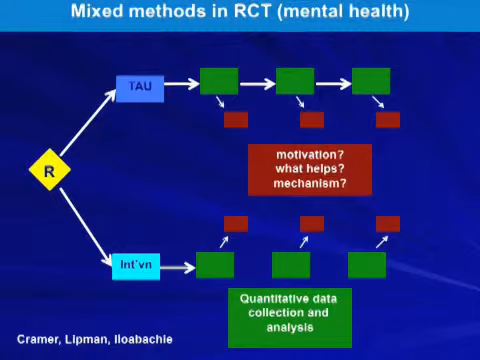 Mixed methods in RCT (mental health)
TAU
R
motivation?
what helps?
mechanism?
Int'vn
Quantitative data
collection and
analysis
Cramer, Lipman, Iloabachie